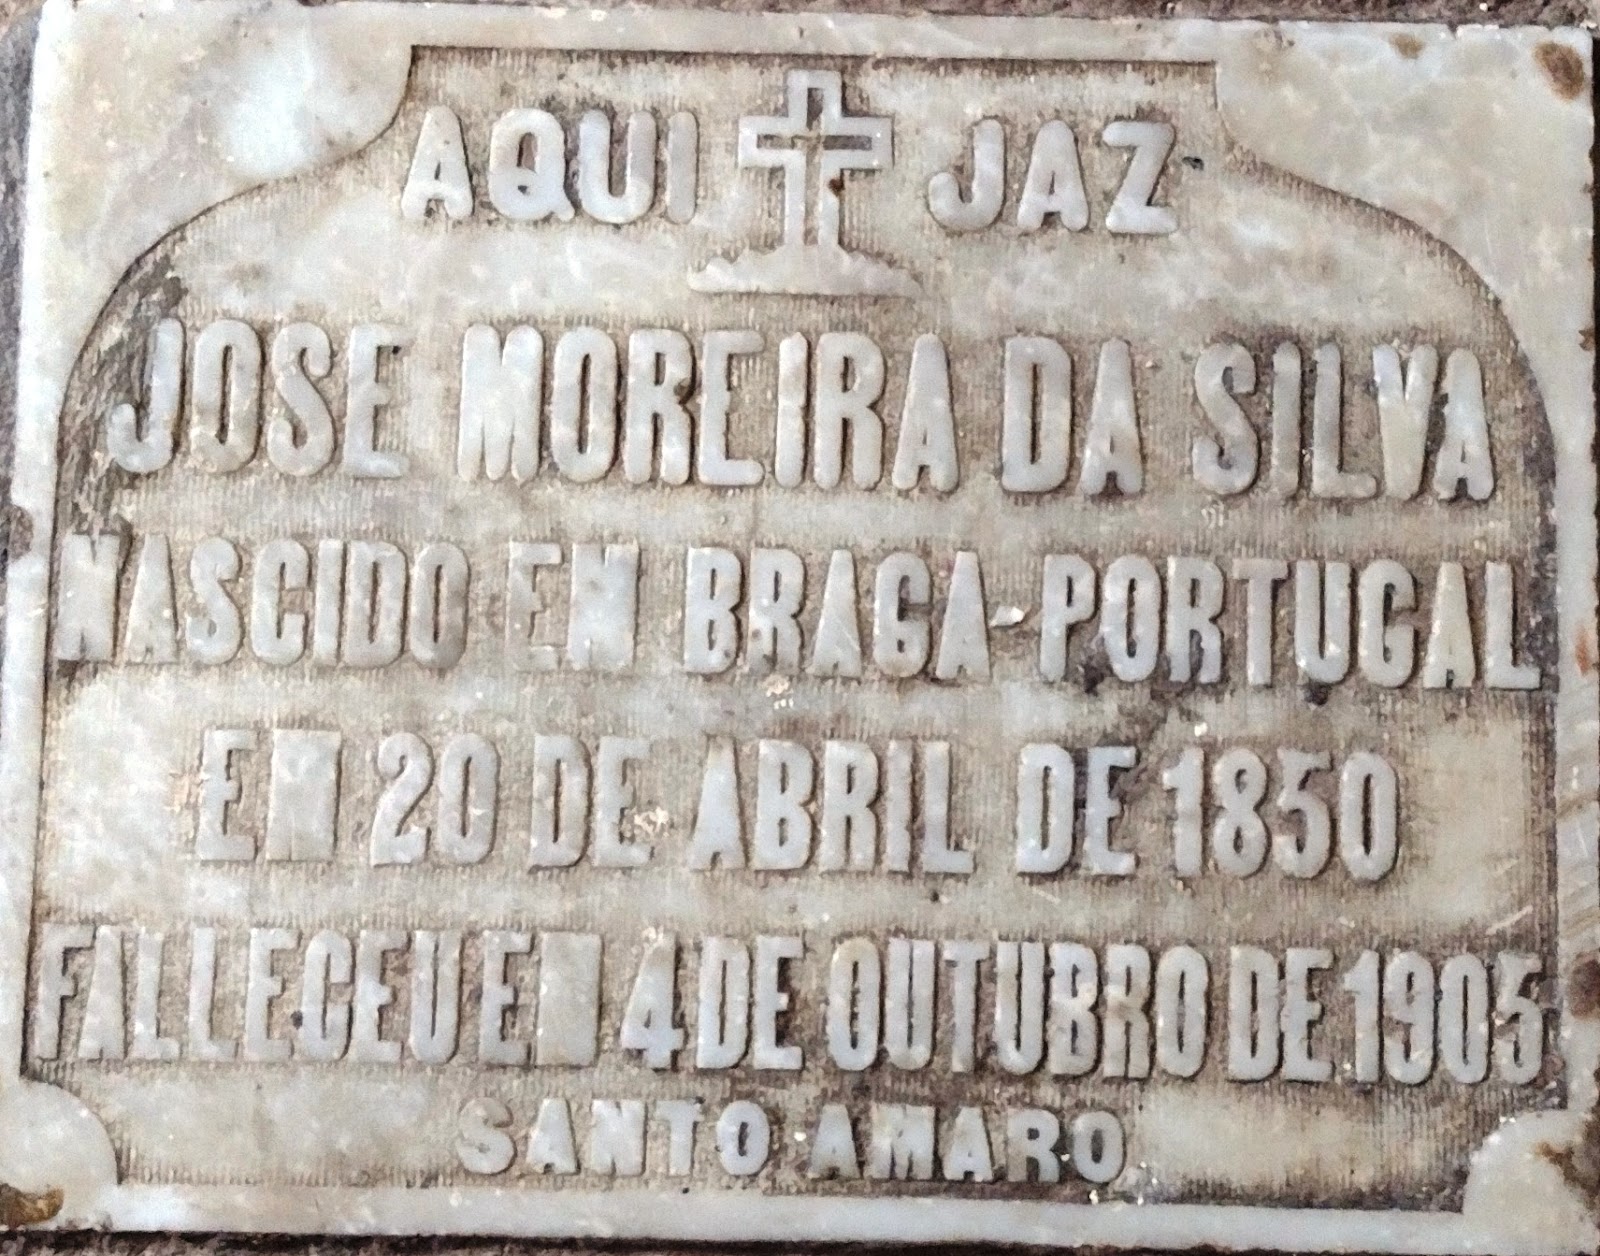 AQUI JAZ
JOSE MOREIRA DA SILVA
NASCIDO EM BRAGA-PORTUGAL
EM 20 DE ABRIL DE 1850
FALLECEU EM 4 DE OUTUBRO DE 1905
SANTO AMARO